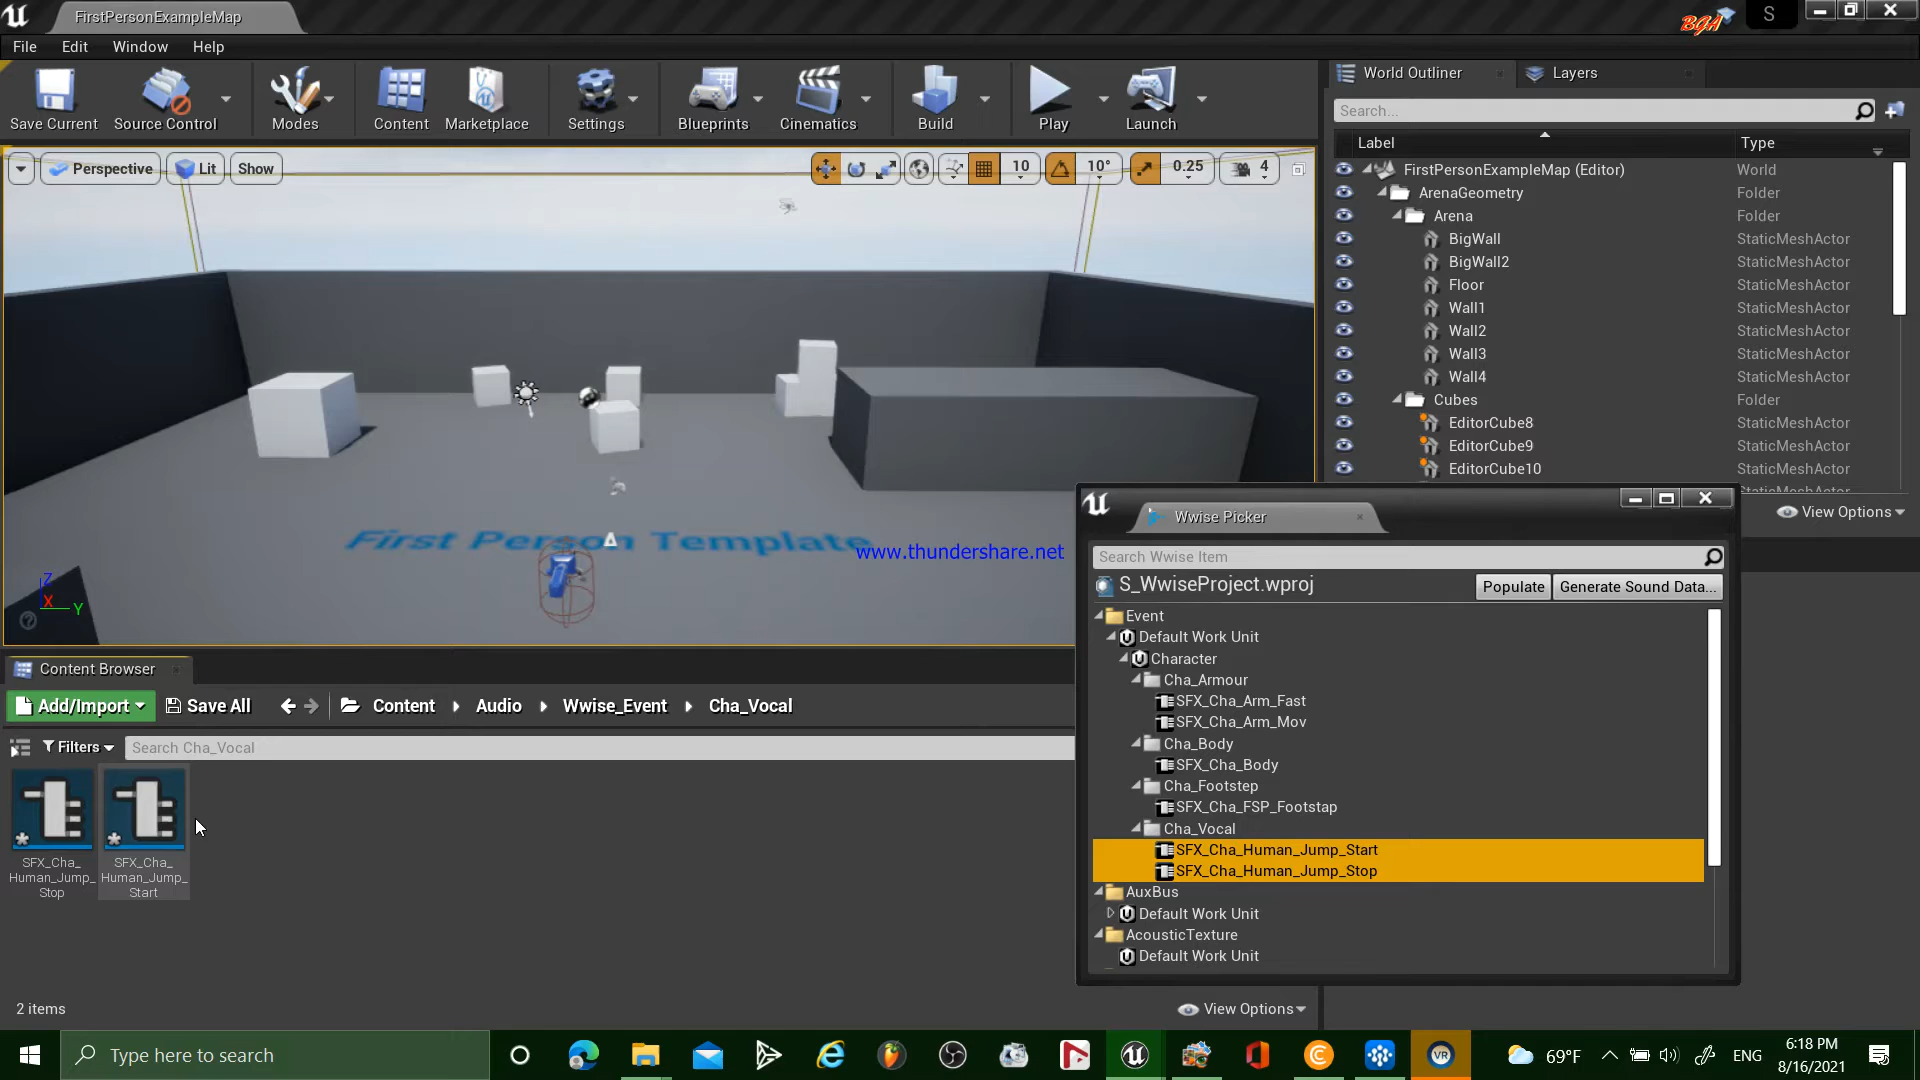 FirstPersonExampleMap
BGA
S
File Edit Window Help
Save Current
Source Control
Modes
Content
Marketplace
Settings
Blueprints
Cinematics
Build
Play
Launch
Perspective
Lit
Show
10
10°
0.25
4
First Person Template
www.thundershare.net
Z
X
Y
World Outliner
Layers
Search...
Label Type
FirstPersonExampleMap (Editor) World
ArenaGeometry Folder
Arena Folder
BigWall StaticMeshActor
BigWall2 StaticMeshActor
Floor StaticMeshActor
Wall1 StaticMeshActor
Wall2 StaticMeshActor
Wall3 StaticMeshActor
Wall4 StaticMeshActor
Cubes Folder
EditorCube8 StaticMeshActor
EditorCube9 StaticMeshActor
EditorCube10 StaticMeshActor
StaticMeshActor
View Options
Wwise Picker
Search Wwise Item
S_WwiseProject.wproj
Populate
Generate Sound Data...
Event
Default Work Unit
Character
Cha_Armour
SFX_Cha_Arm_Fast
SFX_Cha_Arm_Mov
Cha_Body
SFX_Cha_Body
Cha_Footstep
SFX_Cha_FSP_Footstap
Cha_Vocal
SFX_Cha_Human_Jump_Start
SFX_Cha_Human_Jump_Stop
AuxBus
Default Work Unit
AcousticTexture
Default Work Unit
Content Browser
Add/Import
Save All
Content Audio Wwise_Event Cha_Vocal
Filters
Search Cha_Vocal
SFX_Cha_
Human_Jump_
Stop
SFX_Cha_
Human_Jump_
Start
2 items
View Options
Type here to search
VR
69°F
ENG
6:18 PM
8/16/2021